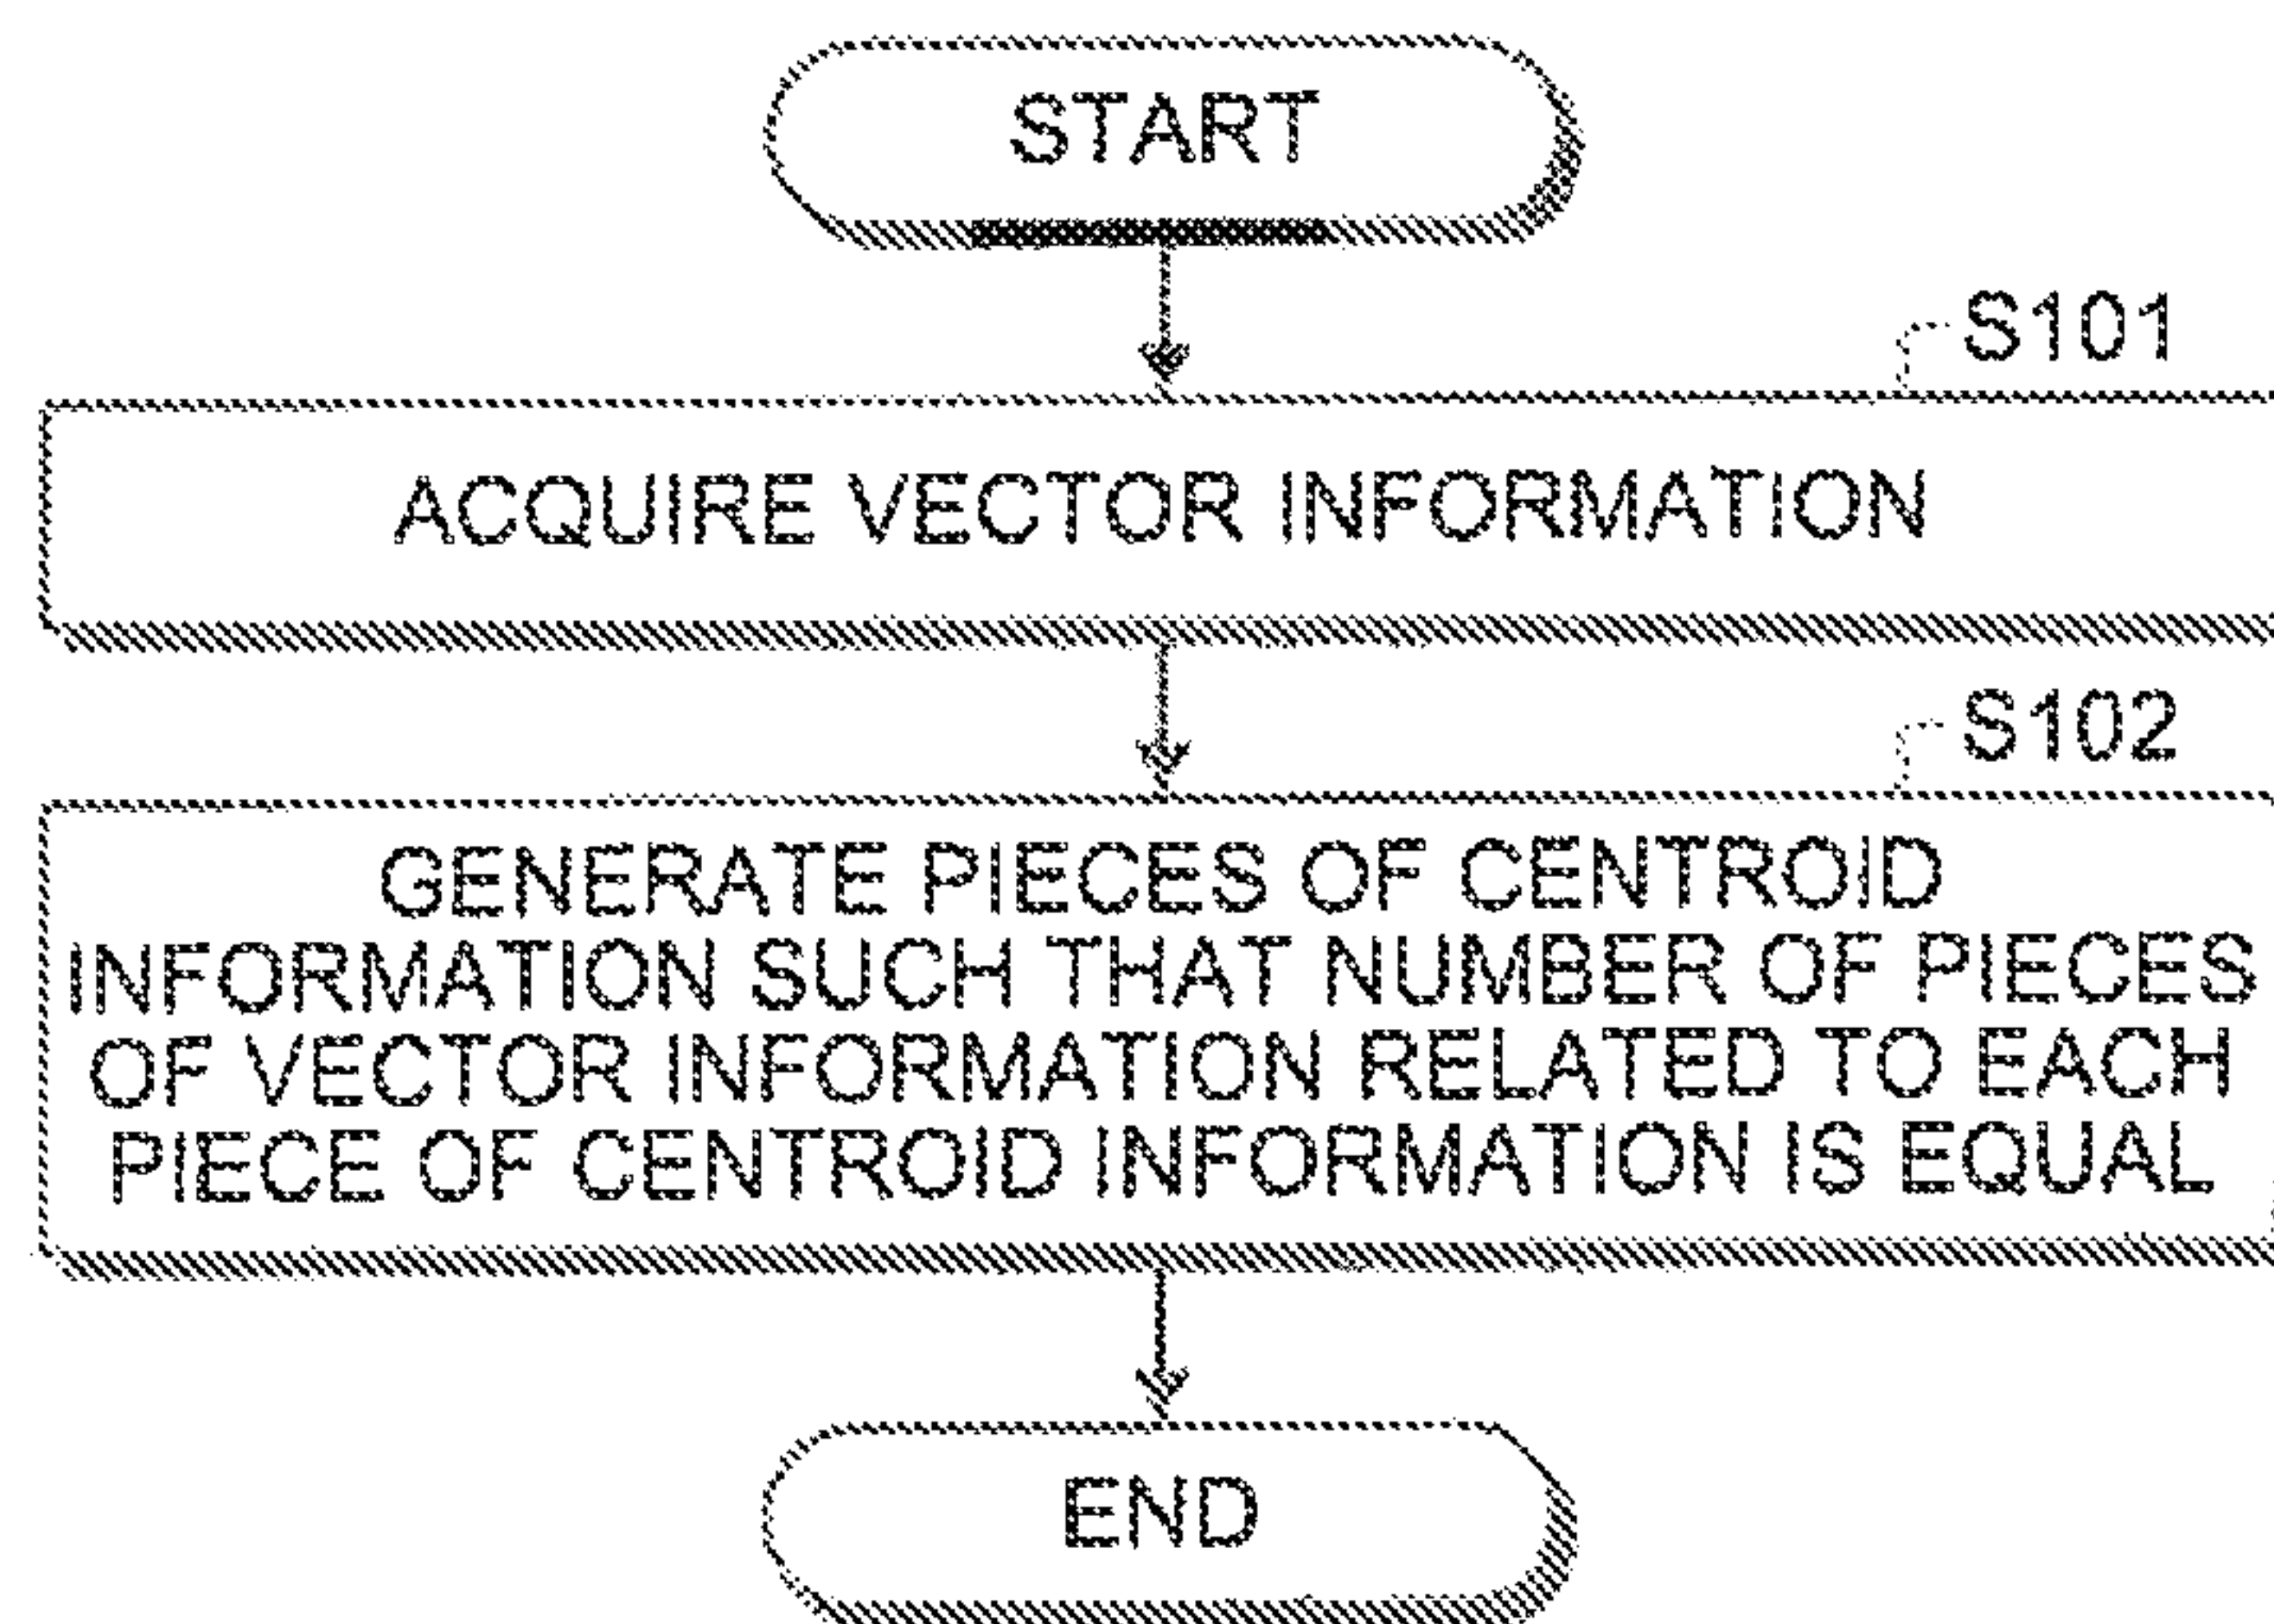 START
S101
ACQUIRE VECTOR INFORMATION
S102
GENERATE PIECES OF CENTROID
INFORMATION SUCH THAT NUMBER OF PIECES
OF VECTOR INFORMATION RELATED TO EACH
PIECE OF CENTROID INFORMATION IS EQUAL
END